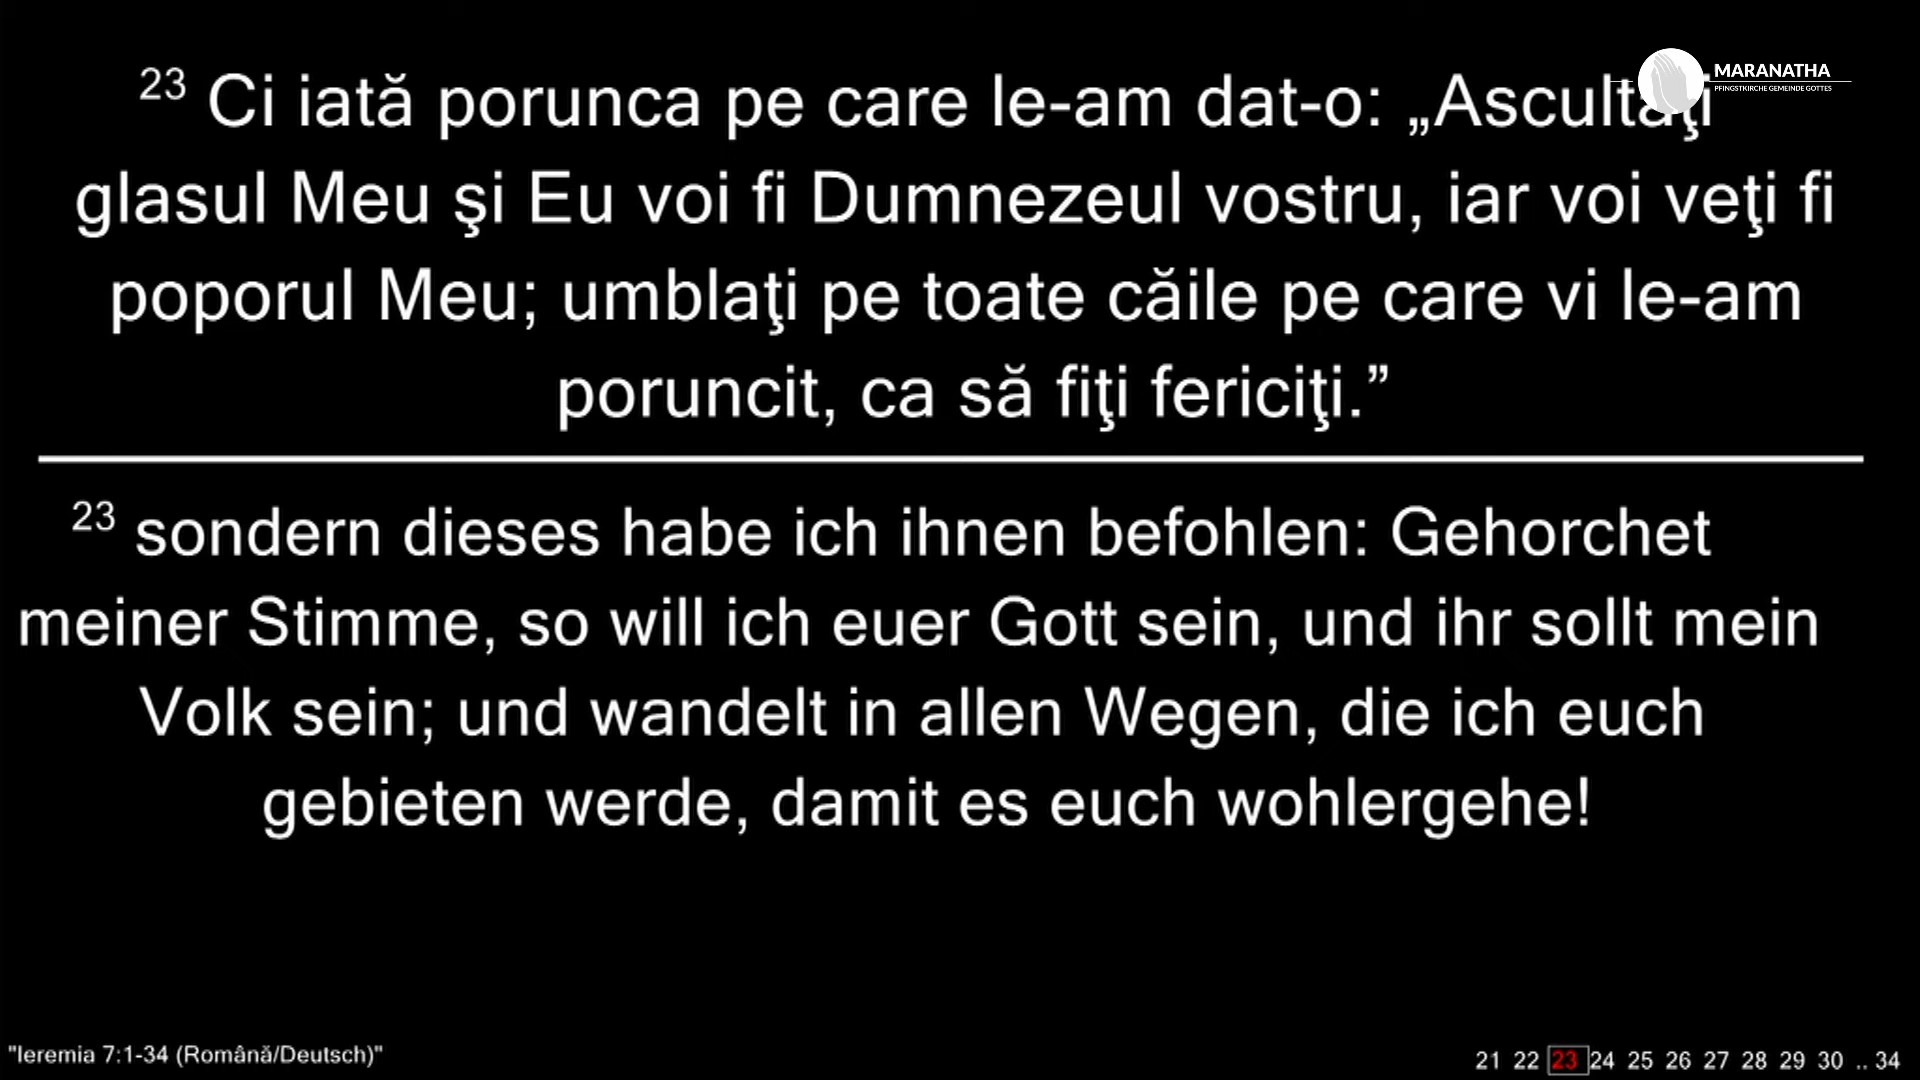 23 Ci iată porunca pe care le-am dat-o: „Ascultaţi
glasul Meu şi Eu voi fi Dumnezeul vostru, iar voi veţi fi
poporul Meu; umblaţi pe toate căile pe care vi le-am
poruncit, ca să fiţi fericiţi.”
23 sondern dieses habe ich ihnen befohlen: Gehorchet
meiner Stimme, so will ich euer Gott sein, und ihr sollt mein
Volk sein; und wandelt in allen Wegen, die ich euch
gebieten werde, damit es euch wohlergehe!
MARANATHA
PFINGSTKIRCHE GEMEINDE GOTTES
"Ieremia 7:1-34 (Română/Deutsch)"
21 22 23 24 25 26 27 28 29 30 .. 34